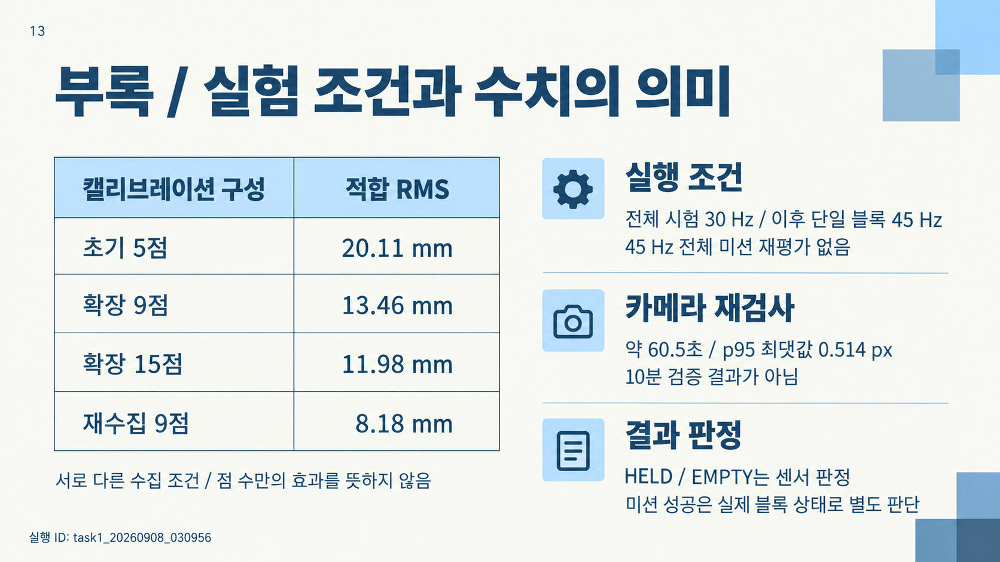 13
부록 / 실험 조건과 수치의 의미
캘리브레이션 구성 적합 RMS
초기 5점 20.11 mm
확장 9점 13.46 mm
확장 15점 11.98 mm
재수집 9점 8.18 mm
서로 다른 수집 조건 / 점 수만의 효과를 뜻하지 않음
실행 조건
전체 시험 30 Hz / 이후 단일 블록 45 Hz
45 Hz 전체 미션 재평가 없음
카메라 재검사
약 60.5초 / p95 최댓값 0.514 px
10분 검증 결과가 아님
결과 판정
HELD / EMPTY는 센서 판정
미션 성공은 실제 블록 상태로 별도 판단
실행 ID: task1_20260908_030956